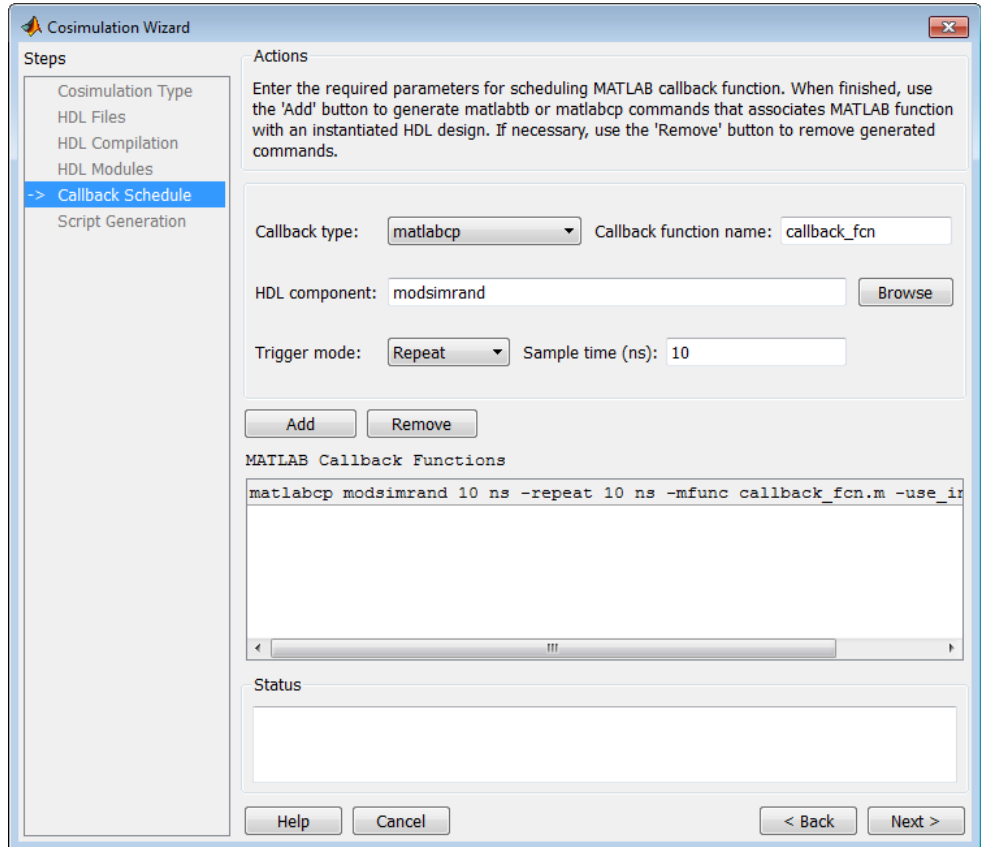 Cosimulation Wizard
Steps
Cosimulation Type
HDL Files
HDL Compilation
HDL Modules
-> Callback Schedule
Script Generation
Actions
Enter the required parameters for scheduling MATLAB callback function. When finished, use
the 'Add' button to generate matlabtb or matlabcp commands that associates MATLAB function
with an instantiated HDL design. If necessary, use the 'Remove' button to remove generated
commands.
Callback type: matlabcp Callback function name: callback_fcn
HDL component: modsimrand Browse
Trigger mode: Repeat Sample time (ns): 10
Add Remove
MATLAB Callback Functions
matlabcp modsimrand 10 ns -repeat 10 ns -mfunc callback_fcn.m -use_in
Status
Help Cancel < Back Next >